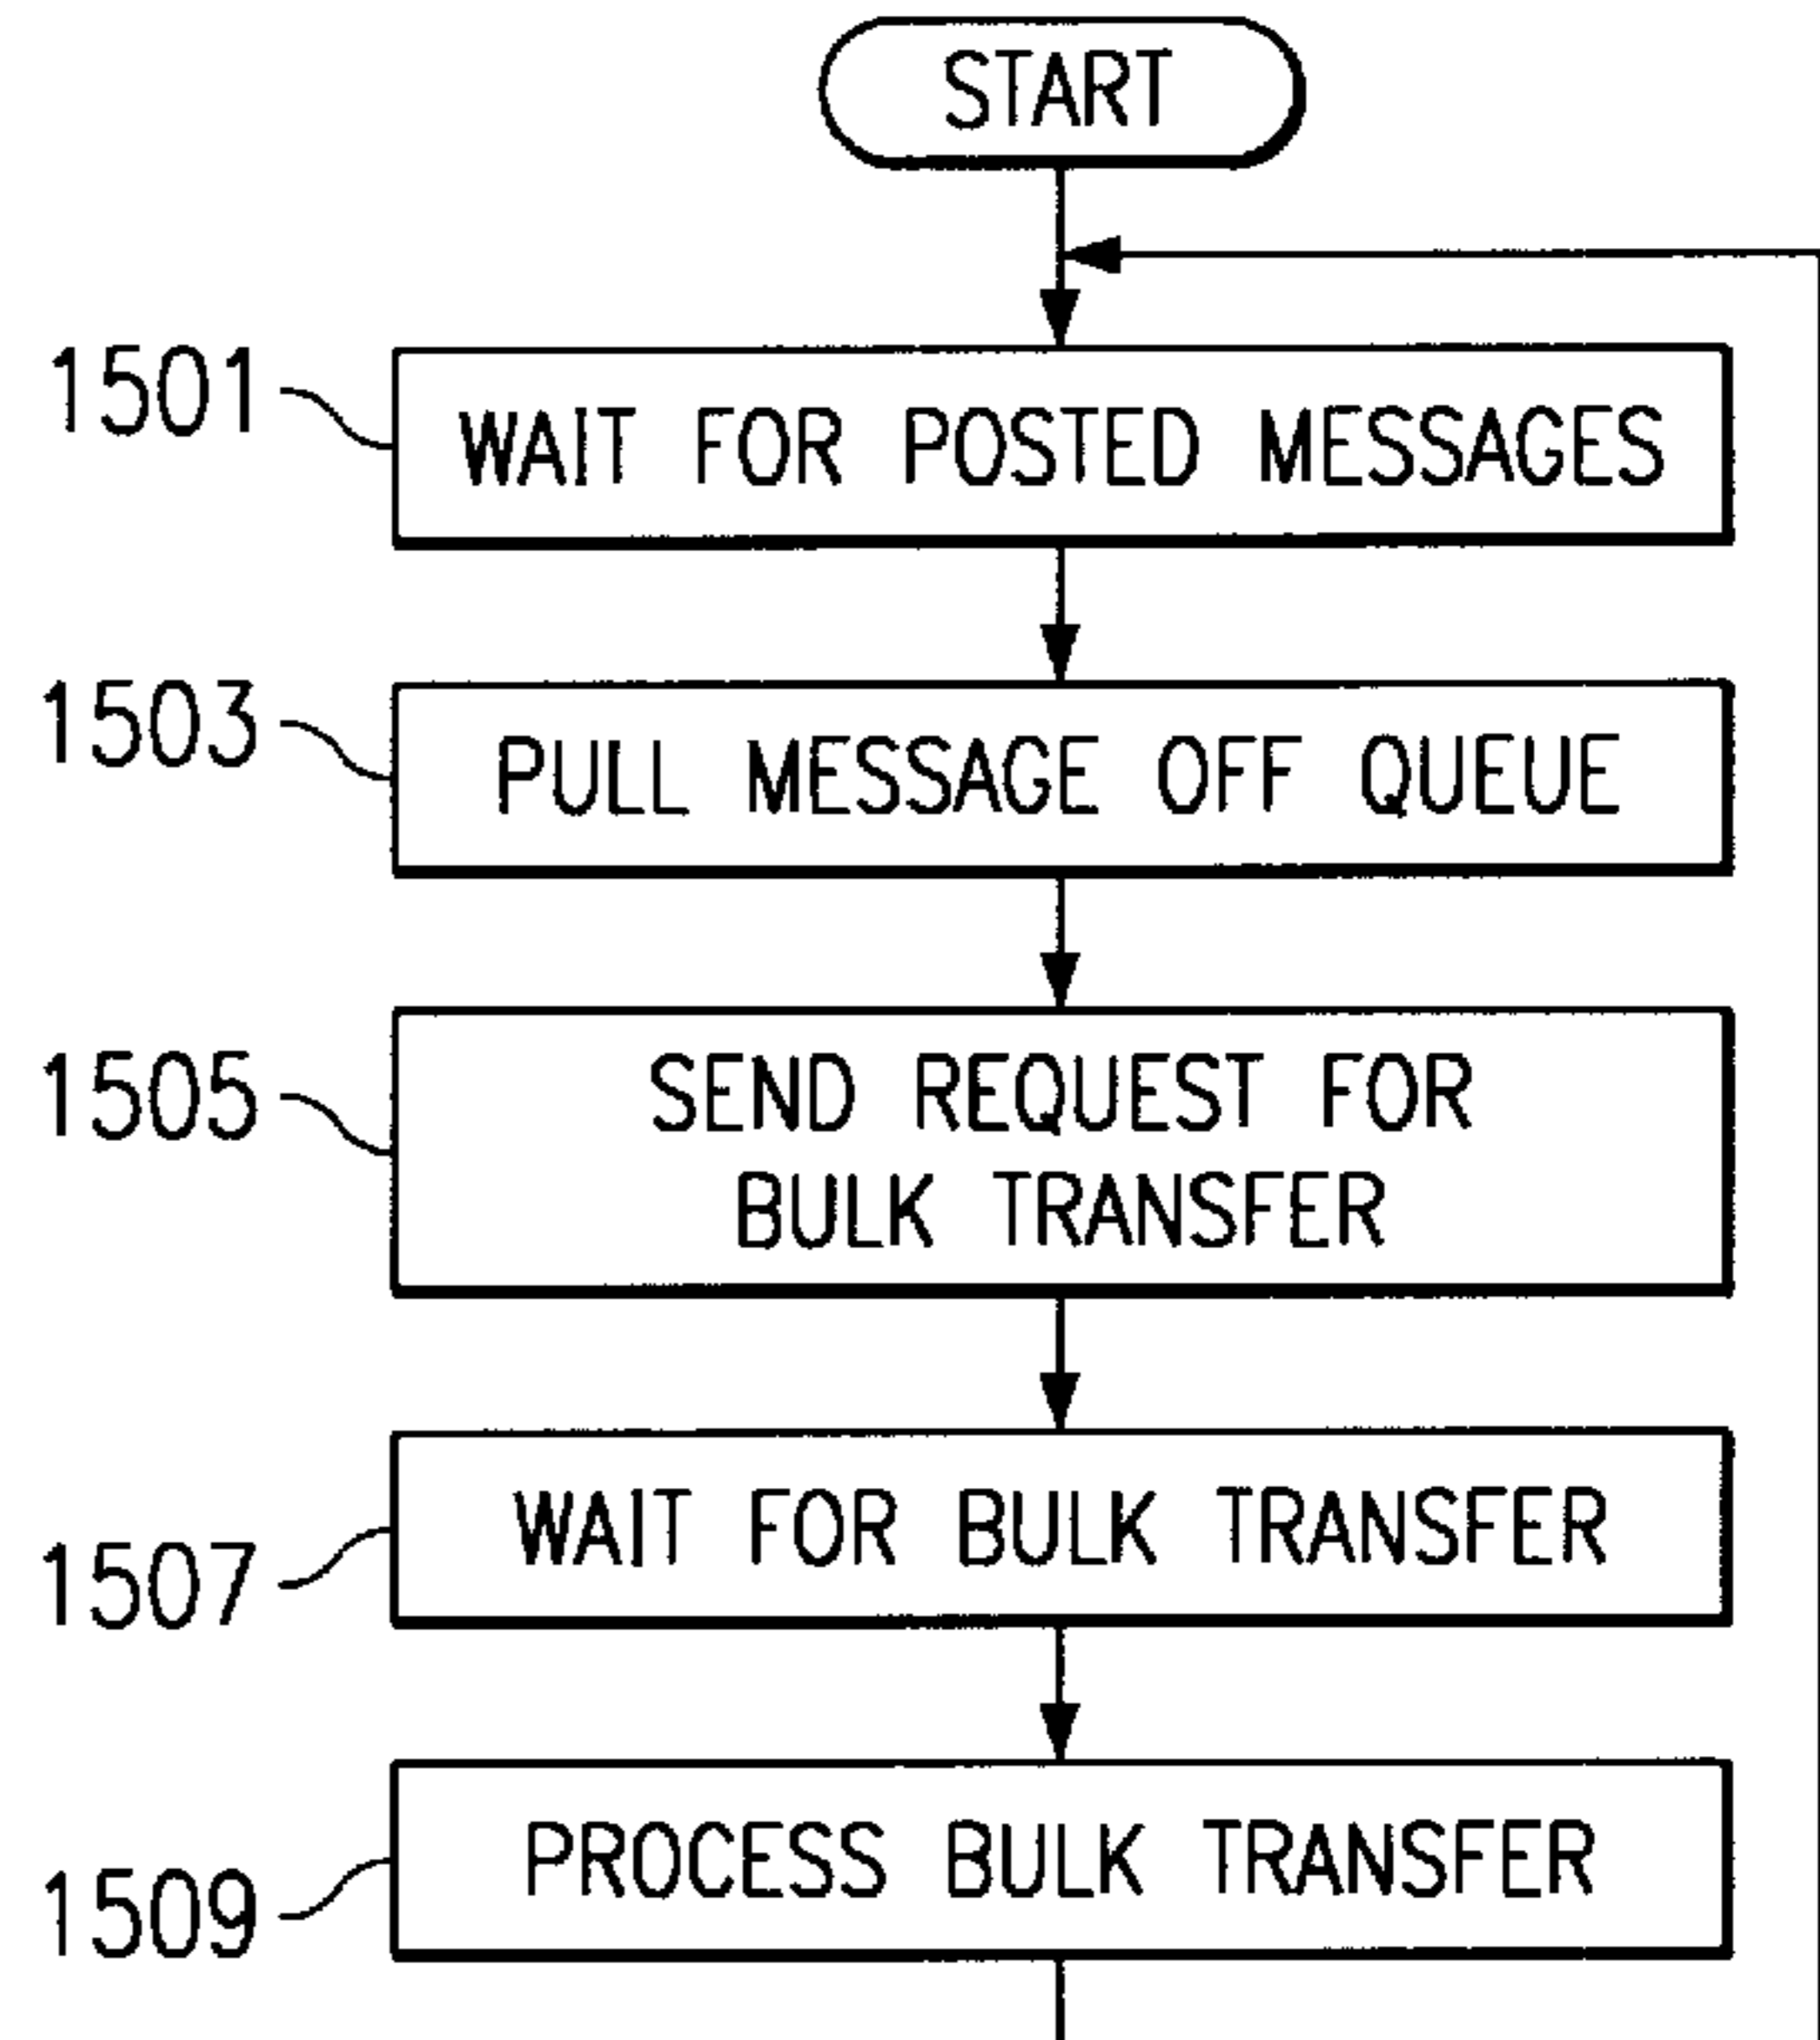 START
1501
WAIT FOR POSTED MESSAGES
1503
PULL MESSAGE OFF QUEUE
1505
SEND REQUEST FOR
BULK TRANSFER
1507
WAIT FOR BULK TRANSFER
1509
PROCESS BULK TRANSFER